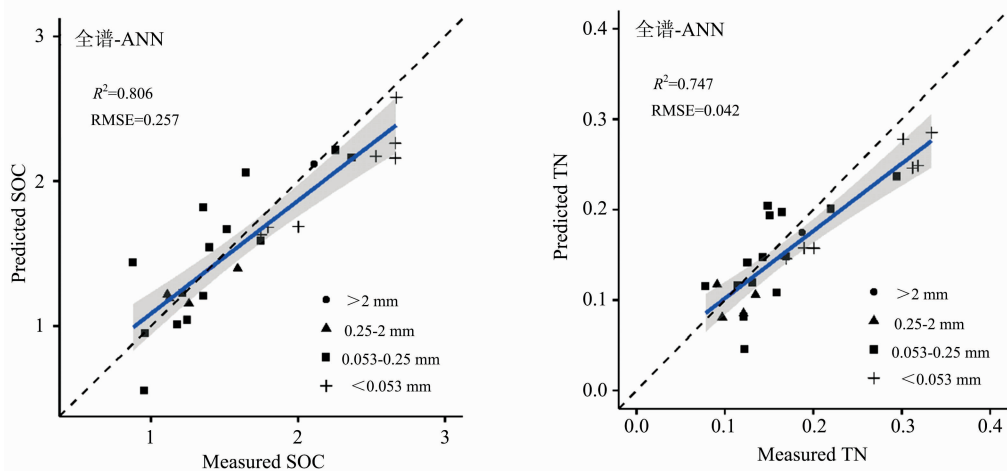 全谱-ANN
R²=0.806
RMSE=0.257
3
2
1
Predicted SOC
>2 mm
0.25-2 mm
0.053-0.25 mm
<0.053 mm
1 2 3
Measured SOC
全谱-ANN
R²=0.747
RMSE=0.042
0.4
0.3
0.2
0.1
0.0
Predicted TN
>2 mm
0.25-2 mm
0.053-0.25 mm
<0.053 mm
0.0 0.1 0.2 0.3 0.4
Measured TN